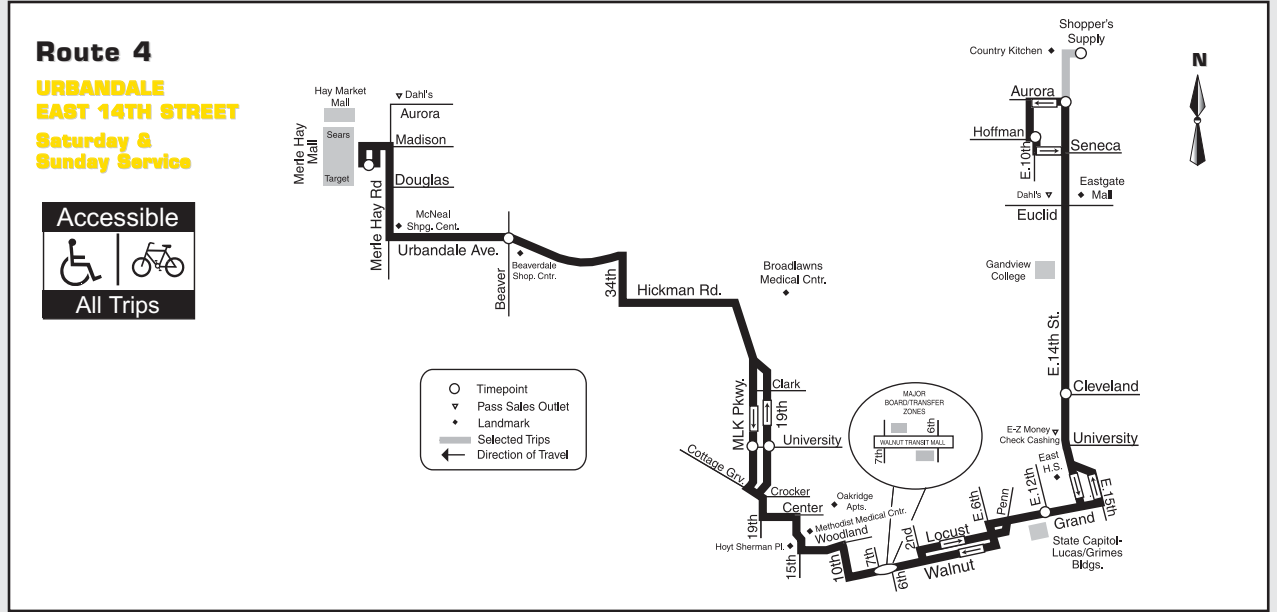 Route 4
URBANDALE
EAST 14TH STREET
Saturday &
Sunday Service
Accessible
All Trips
Hay Market
Mall
Merle Hay
Mall
Sears
Target
Dahl's
Aurora
Madison
Douglas
Merle Hay Rd
McNeal
Shpg. Cent.
Urbandale Ave.
Beaver
Beaverdale
Shop. Cntr.
34th
Hickman Rd.
Broadlawns
Medical Cntr.
Timepoint
Pass Sales Outlet
Landmark
Selected Trips
Direction of Travel
MLK Pkwy.
Clark
19th
University
Cottage Grv.
Crocker
19th
Center
Oakridge
Apts.
Methodist Medical Cntr.
Woodland
Hoyt Sherman Pl.
15th
10th
7th
6th
2nd
Walnut
Locust
MAJOR
BOARD/TRANSFER
ZONES
6th
WALNUT TRANSIT MALL
7th
E.6th
Penn
E.12th
Grand
E.15th
State Capitol-
Lucas/Grimes
Bldgs.
East
H.S.
E-Z Money
Check Cashing
University
Cleveland
E.14th St.
Gandview
College
Euclid
Dahl's
Eastgate
Mall
Seneca
E.10th
Hoffman
Aurora
Country Kitchen
Shopper's
Supply
N